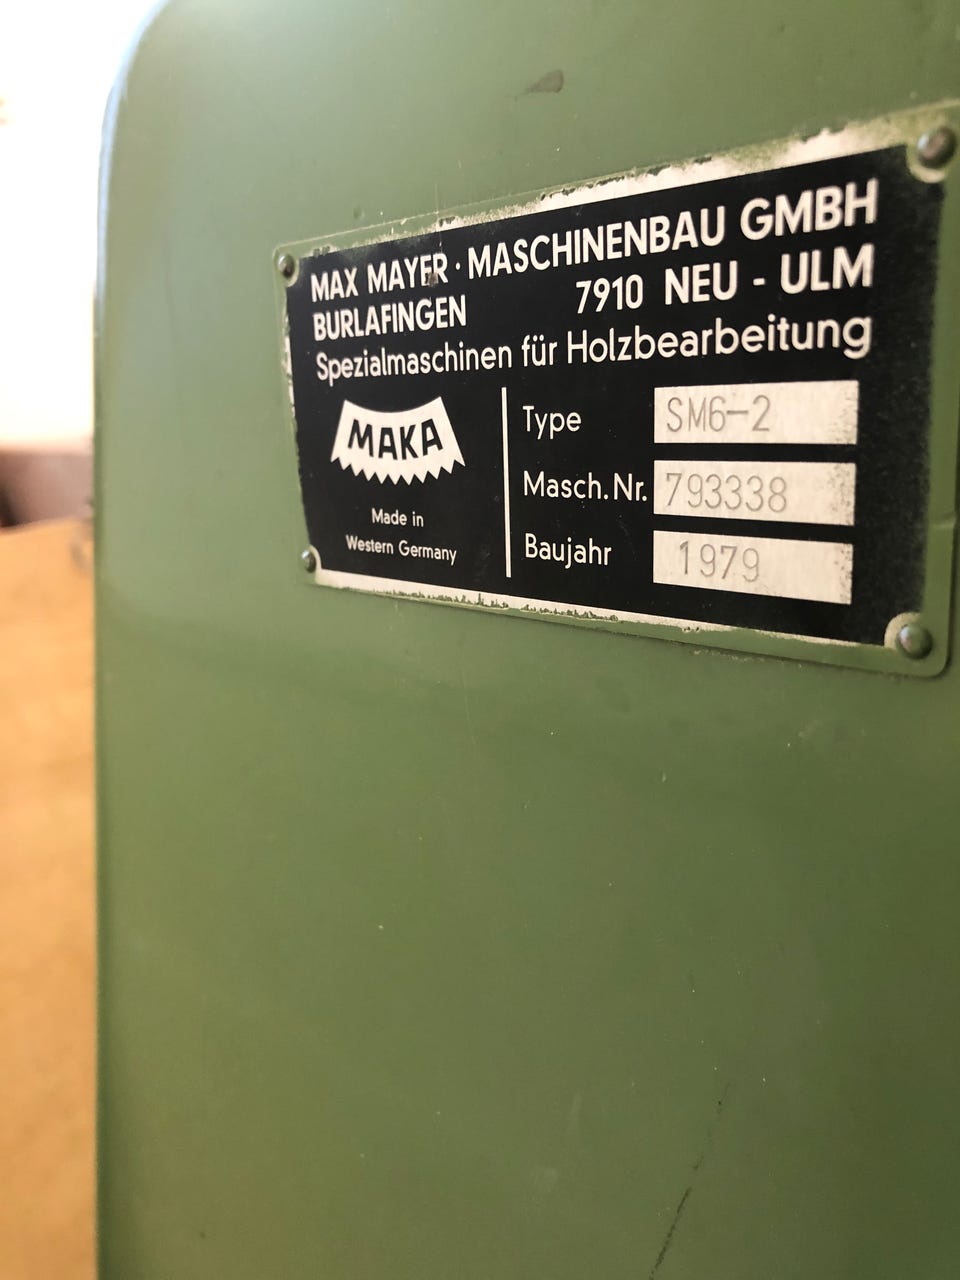 MAX MAYER · MASCHINENBAU GMBH
BURLAFINGEN 7910 NEU - ULM
Spezialmaschinen für Holzbearbeitung
MAKA
Made in
Western Germany
Type SM6-2
Masch.Nr. 793338
Baujahr 1979